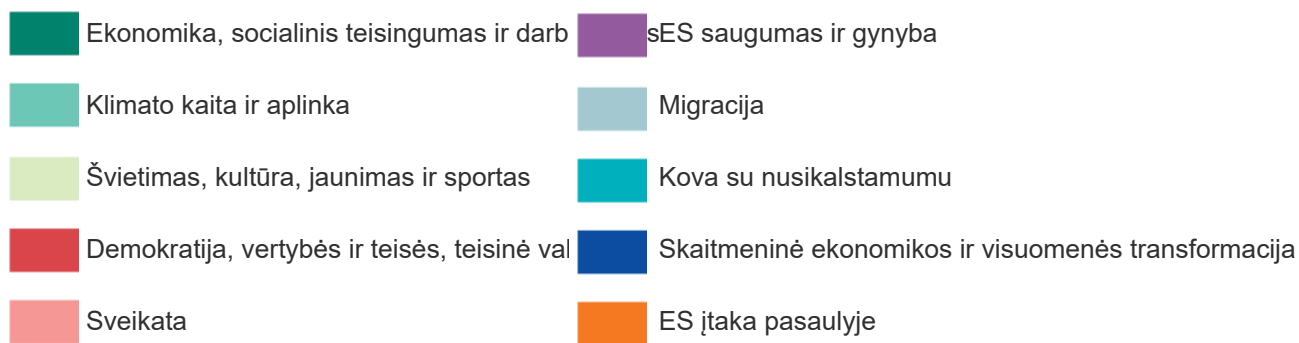 Ekonomika, socialinis teisingumas ir darb
sES saugumas ir gynyba
Klimato kaita ir aplinka
Migracija
Švietimas, kultūra, jaunimas ir sportas
Kova su nusikalstamumu
Demokratija, vertybės ir teisės, teisinė val
Skaitmeninė ekonomikos ir visuomenės transformacija
Sveikata
ES įtaka pasaulyje